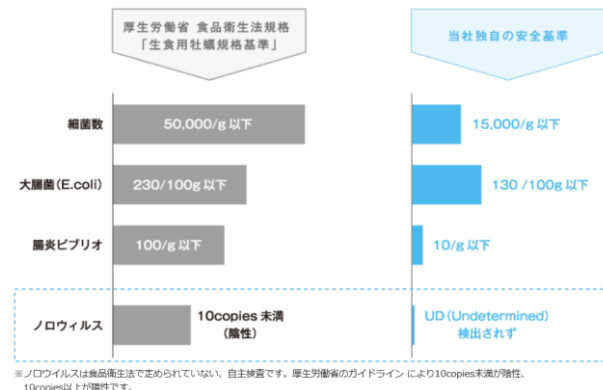 厚生労働省 食品衛生法規格
「生食用牡蠣規格基準」
当社独自の安全基準
細菌数
50,000/g 以下
15,000/g 以下
大腸菌(E.coli)
230/100g 以下
130 /100g 以下
腸炎ビブリオ
100/g 以下
10/g 以下
ノロウィルス
10copies 未満
(陰性)
UD(Undetermined)
検出されず
※ノロウイルスは食品衛生法で定められていない、自主検査です。厚生労働省のガイドライン により10copies未満が陰性、
10copies以上が陽性です。